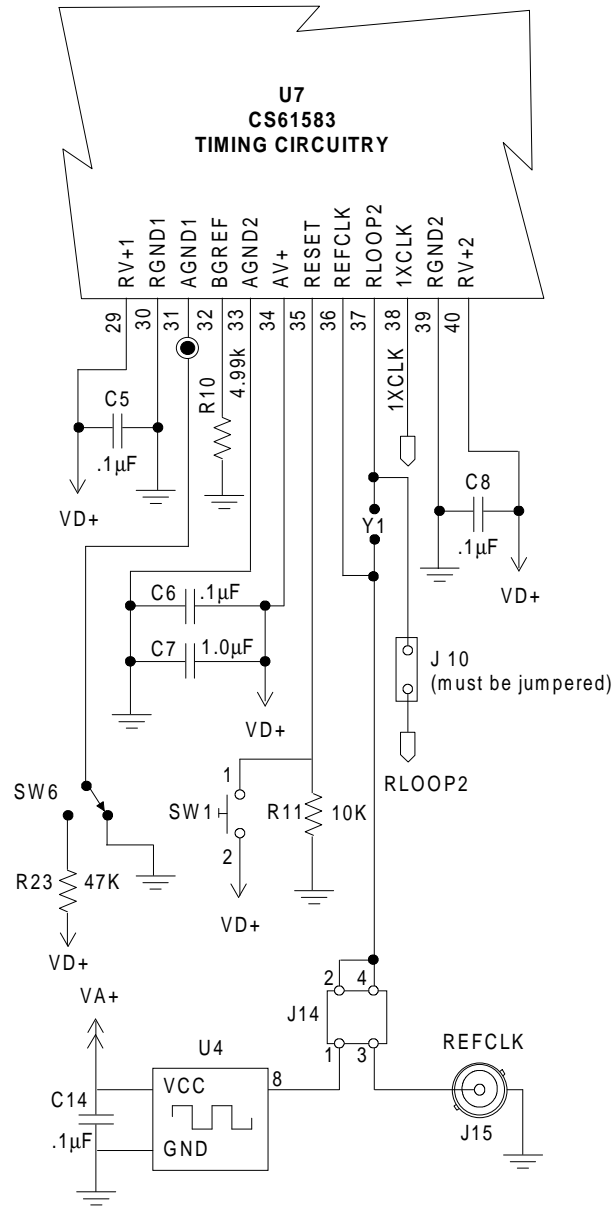 U7
CS61583
TIMING CIRCUITRY
RV+1
RGND1
AGND1
BGREF
AGND2
AV+
RESET
REFCLK
RLOOP2
1XCLK
RGND2
RV+2
29
30
31
32
33
34
35
36
37
38
39
40
C5
.1µF
VD+
R10
4.99k
1XCLK
C8
.1µF
VD+
Y1
C6 .1µF
C7 1.0µF
VD+
J10
(must be jumpered)
RLOOP2
SW6
R23 47K
VD+
1
SW1
2
VD+
R11 10K
VA+
C14
.1µF
U4
VCC
GND
8
2 4
J14
1 3
REFCLK
J15